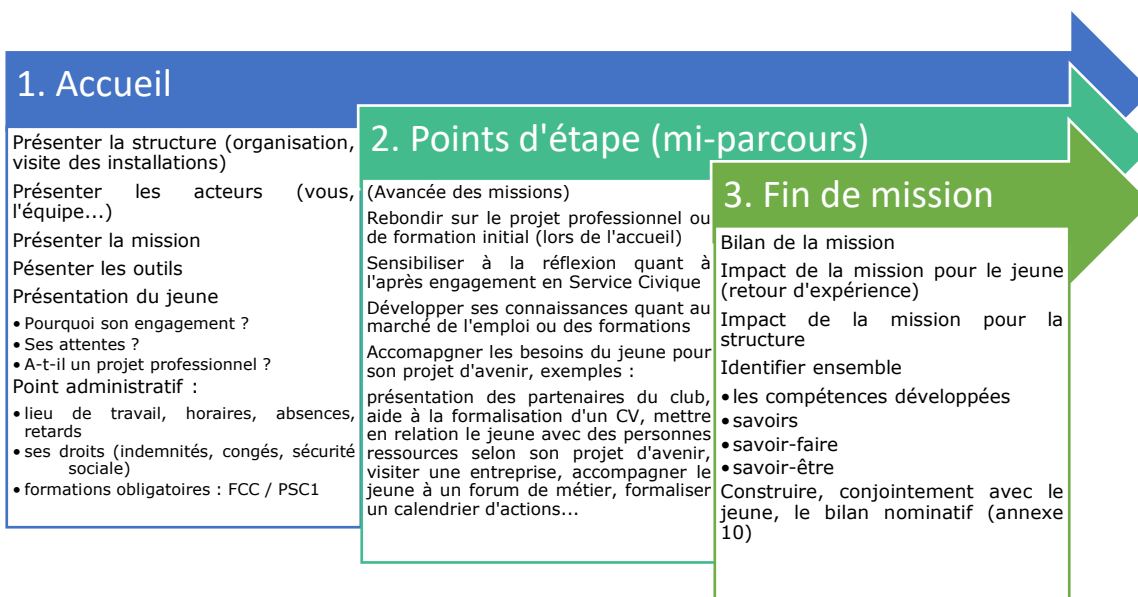 1. Accueil
Présenter la structure (organisation,
visite des installations)
Présenter les acteurs (vous,
l'équipe...)
Présenter la mission
Pésenter les outils
Présentation du jeune
• Pourquoi son engagement ?
• Ses attentes ?
• A-t-il un projet professionnel ?
Point administratif :
• lieu de travail, horaires, absences,
retards
• ses droits (indemnités, congés, sécurité
sociale)
• formations obligatoires : FCC / PSC1
2. Points d'étape (mi-parcours)
(Avancée des missions)
Rebondir sur le projet professionnel ou
de formation initial (lors de l'accueil)
Sensibiliser à la réflexion quant à
l'après engagement en Service Civique
Développer ses connaissances quant au
marché de l'emploi ou des formations
Accomapgner les besoins du jeune pour
son projet d'avenir, exemples :
présentation des partenaires du club,
aide à la formalisation d'un CV, mettre
en relation le jeune avec des personnes
ressources selon son projet d'avenir,
visiter une entreprise, accompagner le
jeune à un forum de métier, formaliser
un calendrier d'actions...
3. Fin de mission
Bilan de la mission
Impact de la mission pour le jeune
(retour d'expérience)
Impact de la mission pour la
structure
Identifier ensemble
• les compétences développées
• savoirs
• savoir-faire
• savoir-être
Construire, conjointement avec le
jeune, le bilan nominatif (annexe
10)